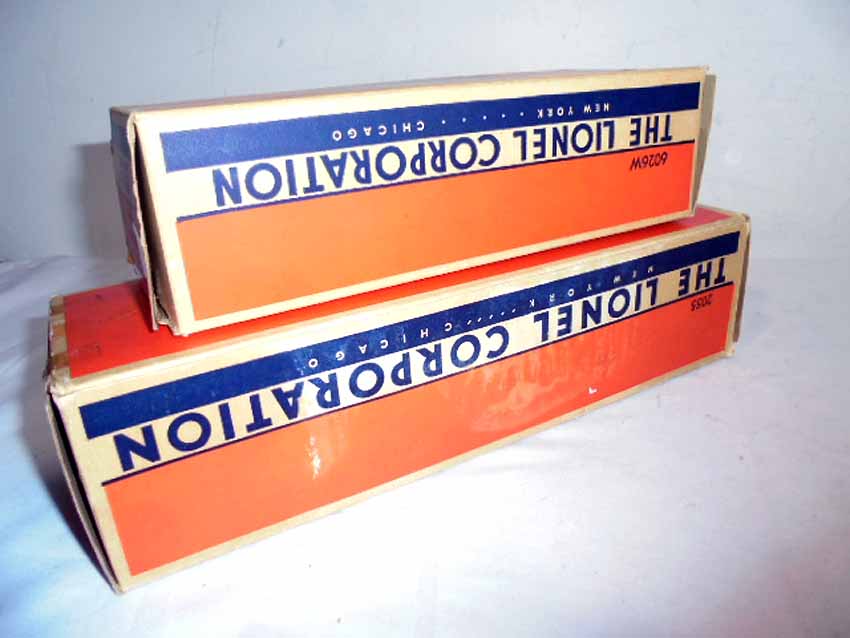 6026W
THE LIONEL CORPORATION
NEW YORK · · · · · CHICAGO
2055
THE LIONEL CORPORATION
NEW YORK · · · · · CHICAGO